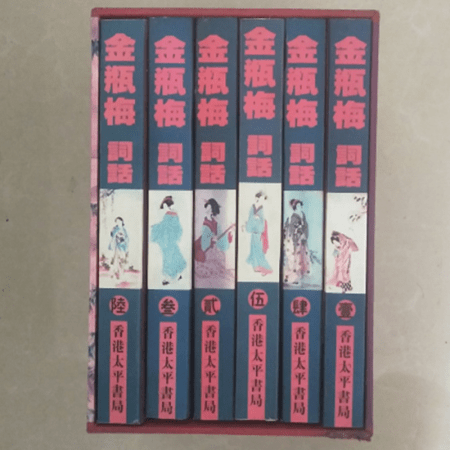 金瓶梅
詞話
陸
香港太平書局
金瓶梅
詞話
叁
香港太平書局
金瓶梅
詞話
貳
香港太平書局
金瓶梅
詞話
伍
香港太平書局
金瓶梅
詞話
肆
香港太平書局
金瓶梅
詞話
壹
香港太平書局